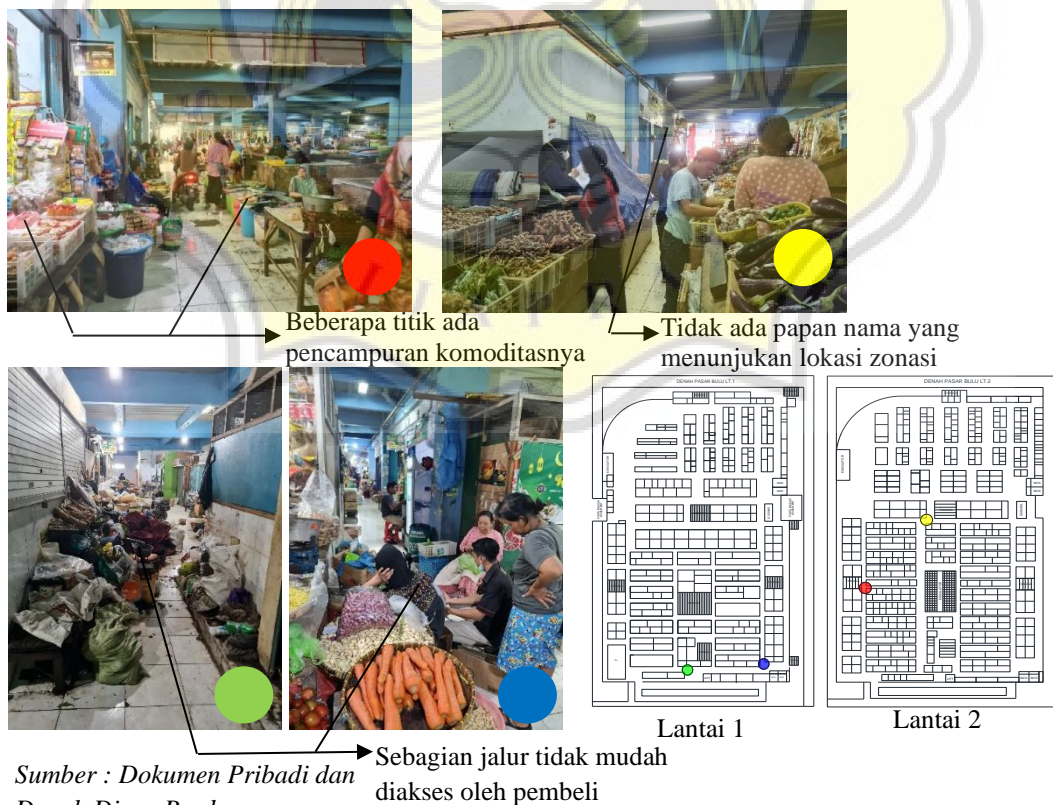 Beberapa titik ada
pencampuran komoditasnya
Tidak ada papan nama yang
menunjukan lokasi zonasi
DENAH PASAR BULU LT.1
DENAH PASAR BULU LT.2
Lantai 1
Lantai 2
Sebagian jalur tidak mudah
diakses oleh pembeli
Sumber : Dokumen Pribadi dan